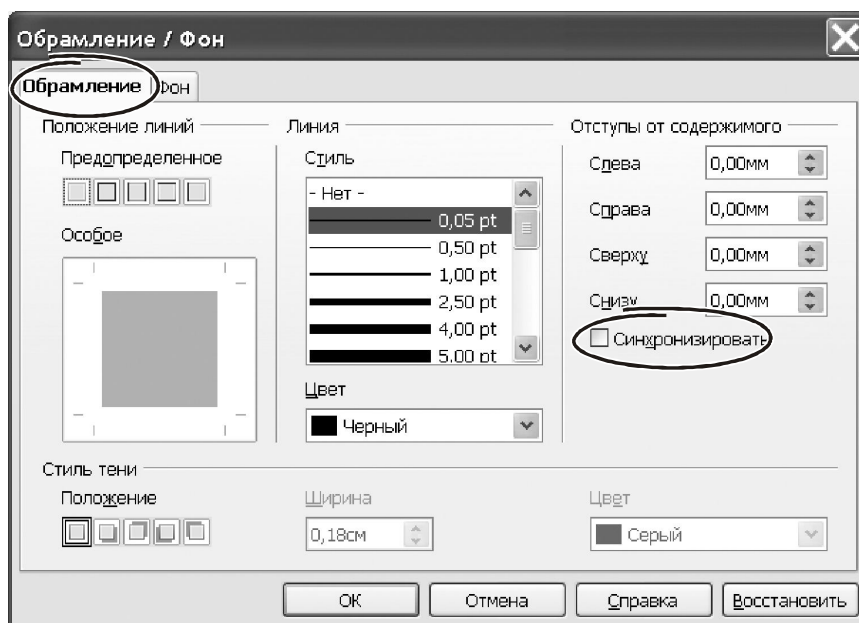 Обрамление / Фон
Обрамление Фон
Положение линий
Предопределенное
Особое
Линия
Стиль
- Нет -
0,05 pt
0,50 pt
1,00 pt
2,50 pt
4,00 pt
5,00 pt
Цвет
Черный
Отступы от содержимого
Слева 0,00мм
Справа 0,00мм
Сверху 0,00мм
Снизу 0,00мм
Синхронизировать
Стиль тени
Положение
Ширина
0,18см
Цвет
Серый
ОК Отмена Справка Восстановить